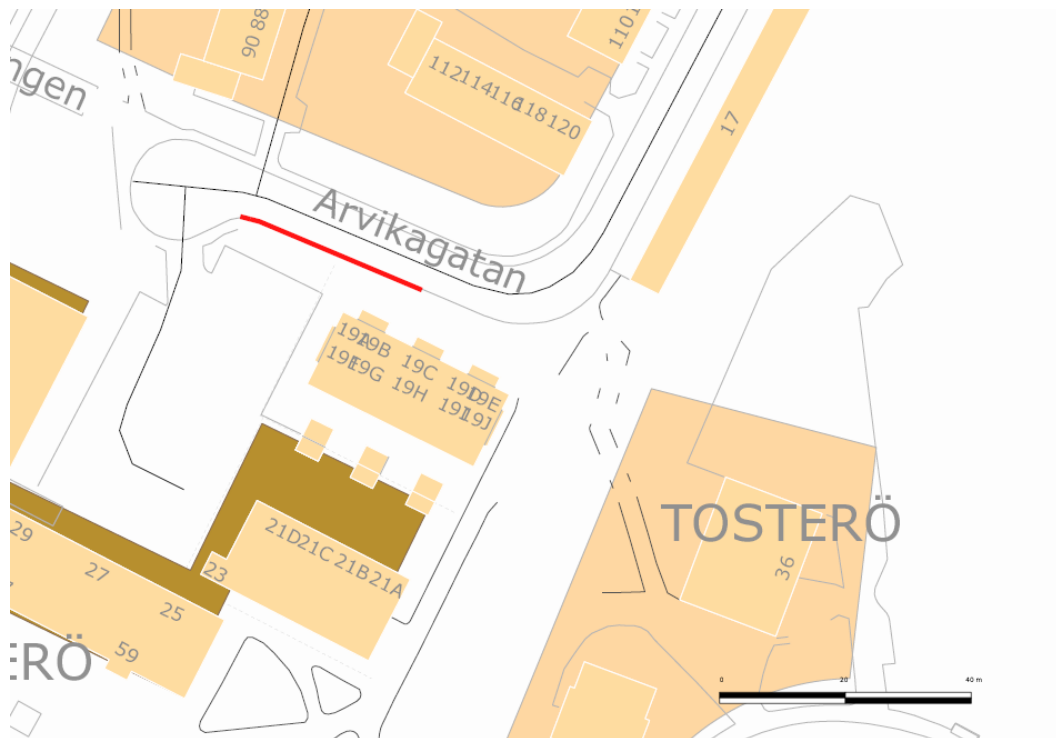 90 88
110
112
114
116
118
120
17
ngen
Arvikagatan
19A
19B
19C
19D
19E
19F
19G
19H
19I
19J
TOSTERÖ
29
27
25
23
21D
21C
21B
21A
36
59
ERÖ
0
20
40 m